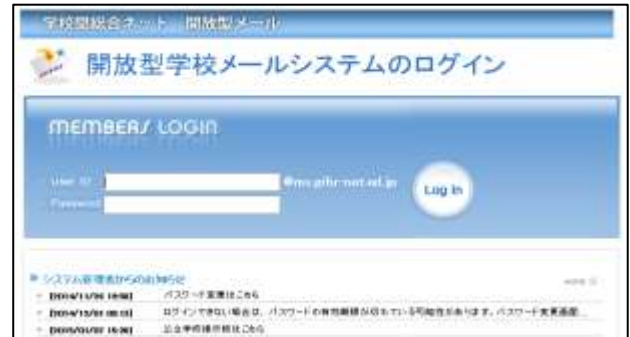 学校間総合ネット 開放型メール
開放型学校メールシステムのログイン
MEMBERS LOGIN
User ID
Log in
Password
システム管理者からのお知らせ
パスワード変更はこちら
ログインできない場合は、パスワードの有効期限が切れている可能性があります。パスワード変更画面...